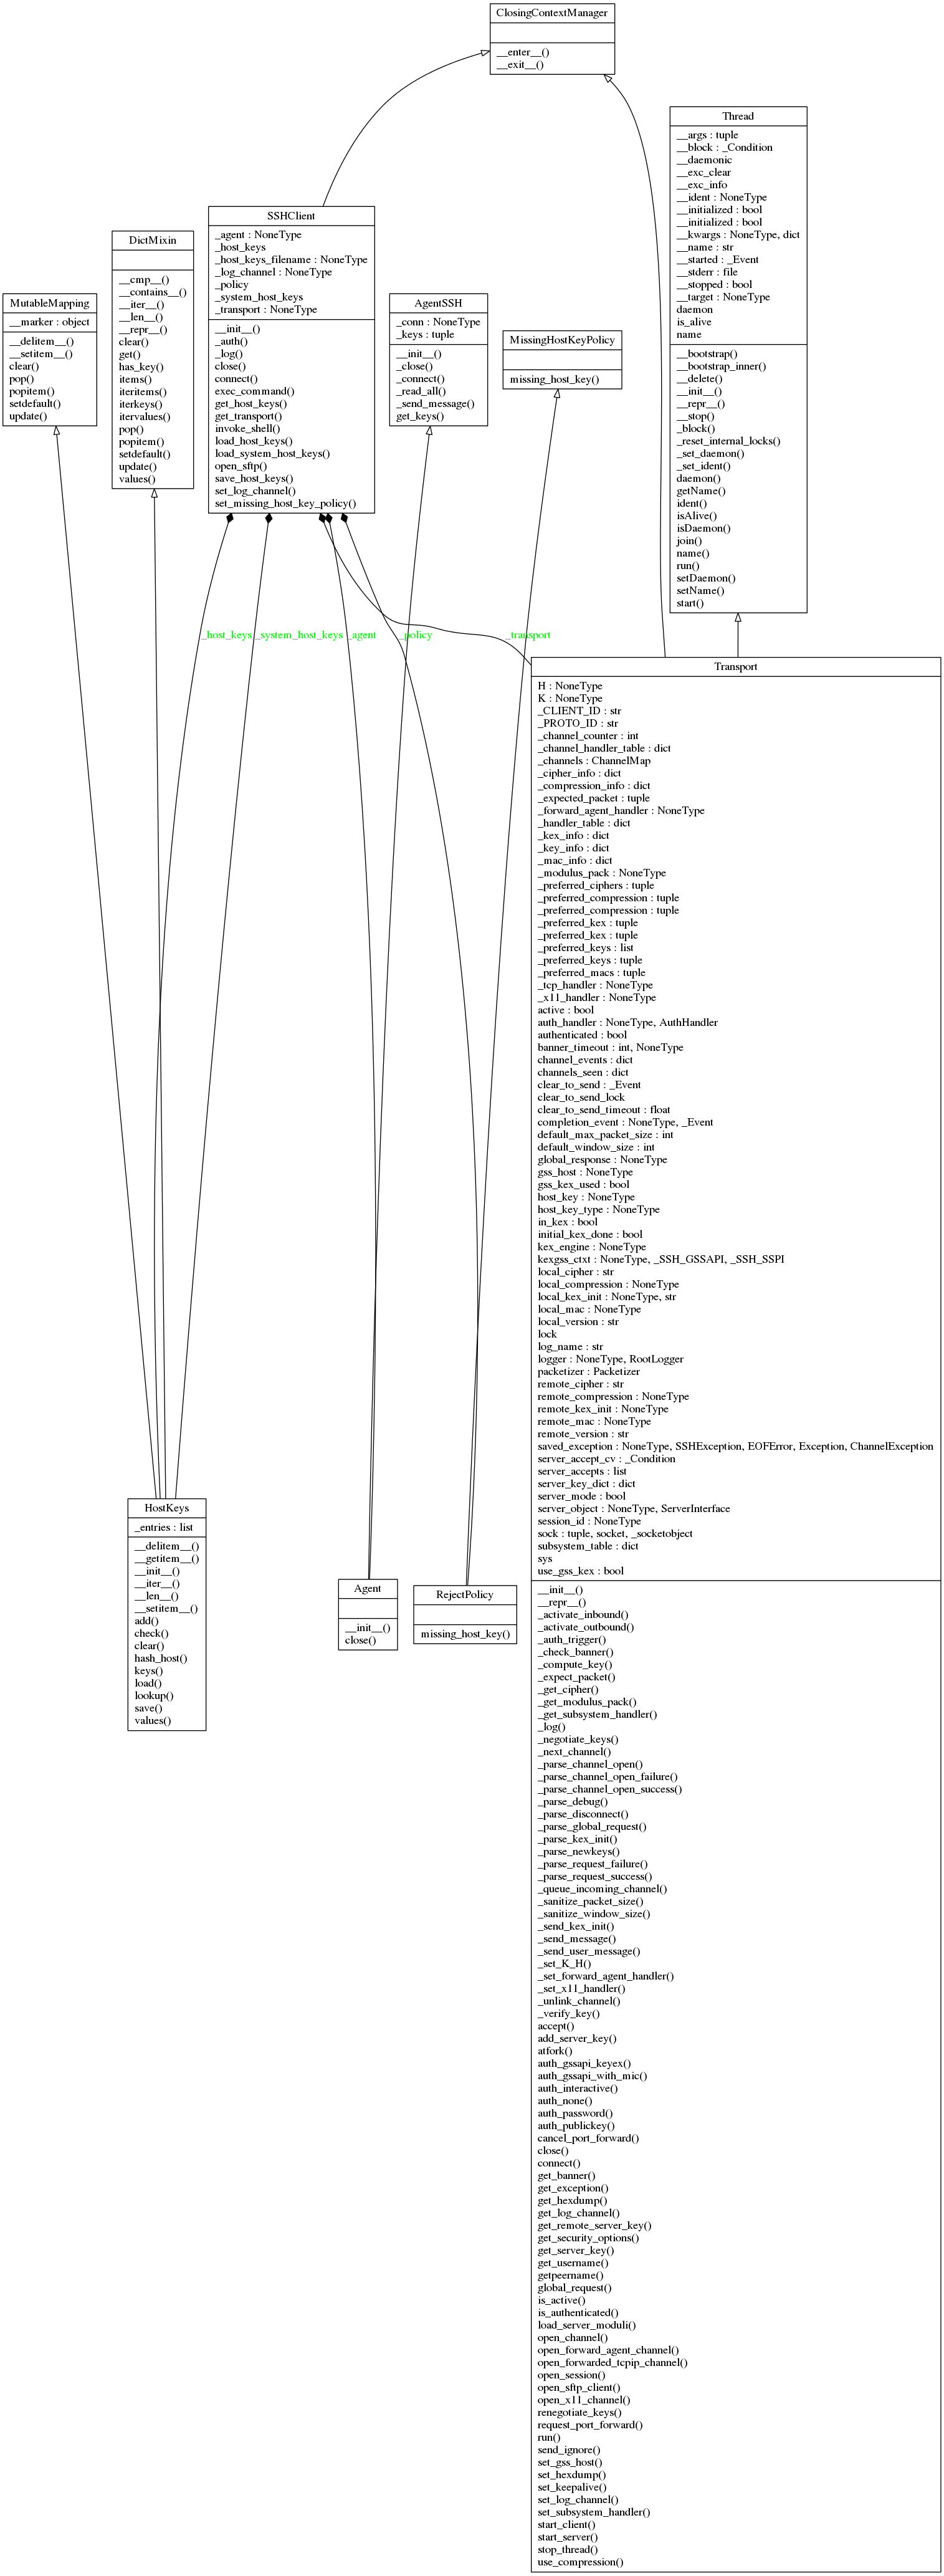 ClosingContextManager
__enter__()
__exit__()
Thread
__args : tuple
__block : _Condition
__daemonic
__exc_clear
__exc_info
__ident : NoneType
__initialized : bool
__initialized : bool
__kwargs : NoneType, dict
__name : str
__started : _Event
__stderr : file
__stopped : bool
__target : NoneType
daemon
is_alive
name
__bootstrap()
__bootstrap_inner()
__delete()
__init__()
__repr__()
__stop()
_block()
_reset_internal_locks()
_set_daemon()
_set_ident()
daemon()
getName()
ident()
isAlive()
isDaemon()
join()
name()
run()
setDaemon()
setName()
start()
SSHClient
_agent : NoneType
_host_keys
_host_keys_filename : NoneType
_log_channel : NoneType
_policy
_system_host_keys
_transport : NoneType
__init__()
_auth()
_log()
close()
connect()
exec_command()
get_host_keys()
get_transport()
invoke_shell()
load_host_keys()
load_system_host_keys()
open_sftp()
save_host_keys()
set_log_channel()
set_missing_host_key_policy()
DictMixin
__cmp__()
__contains__()
__iter__()
__len__()
__repr__()
clear()
get()
has_key()
items()
iteritems()
iterkeys()
itervalues()
pop()
popitem()
setdefault()
update()
values()
MutableMapping
__marker : object
__delitem__()
__setitem__()
clear()
pop()
popitem()
setdefault()
update()
AgentSSH
_conn : NoneType
_keys : tuple
__init__()
_close()
_connect()
_read_all()
_send_message()
get_keys()
MissingHostKeyPolicy
missing_host_key()
_host_keys
_system_host_keys
_agent
_policy
_transport
Transport
H : NoneType
K : NoneType
_CLIENT_ID : str
_PROTO_ID : str
_channel_counter : int
_channel_handler_table : dict
_channels : ChannelMap
_cipher_info : dict
_compression_info : dict
_expected_packet : tuple
_forward_agent_handler : NoneType
_handler_table : dict
_kex_info : dict
_key_info : dict
_mac_info : dict
_modulus_pack : NoneType
_preferred_ciphers : tuple
_preferred_compression : tuple
_preferred_compression : tuple
_preferred_kex : tuple
_preferred_kex : tuple
_preferred_keys : list
_preferred_keys : tuple
_preferred_macs : tuple
_tcp_handler : NoneType
_x11_handler : NoneType
active : bool
auth_handler : NoneType, AuthHandler
authenticated : bool
banner_timeout : int, NoneType
channel_events : dict
channels_seen : dict
clear_to_send : _Event
clear_to_send_lock
clear_to_send_timeout : float
completion_event : NoneType, _Event
default_max_packet_size : int
default_window_size : int
global_response : NoneType
gss_host : NoneType
gss_kex_used : bool
host_key : NoneType
host_key_type : NoneType
in_kex : bool
initial_kex_done : bool
kex_engine : NoneType
kexgss_ctxt : NoneType, _SSH_GSSAPI, _SSH_SSPI
local_cipher : str
local_compression : NoneType
local_kex_init : NoneType, str
local_mac : NoneType
local_version : str
lock
log_name : str
logger : NoneType, RootLogger
packetizer : Packetizer
remote_cipher : str
remote_compression : NoneType
remote_kex_init : NoneType
remote_mac : NoneType
remote_version : str
saved_exception : NoneType, SSHException, EOFError, Exception, ChannelException
server_accept_cv : _Condition
server_accepts : list
server_key_dict : dict
server_mode : bool
server_object : NoneType, ServerInterface
session_id : NoneType
sock : tuple, socket, _socketobject
subsystem_table : dict
sys
use_gss_kex : bool
__init__()
__repr__()
_activate_inbound()
_activate_outbound()
_auth_trigger()
_check_banner()
_compute_key()
_expect_packet()
_get_cipher()
_get_modulus_pack()
_get_subsystem_handler()
_log()
_negotiate_keys()
_next_channel()
_parse_channel_open()
_parse_channel_open_failure()
_parse_channel_open_success()
_parse_debug()
_parse_disconnect()
_parse_global_request()
_parse_kex_init()
_parse_newkeys()
_parse_request_failure()
_parse_request_success()
_queue_incoming_channel()
_sanitize_packet_size()
_sanitize_window_size()
_send_kex_init()
_send_message()
_send_user_message()
_set_K_H()
_set_forward_agent_handler()
_set_x11_handler()
_unlink_channel()
_verify_key()
accept()
add_server_key()
atfork()
auth_gssapi_keyex()
auth_gssapi_with_mic()
auth_interactive()
auth_none()
auth_password()
auth_publickey()
cancel_port_forward()
close()
connect()
get_banner()
get_exception()
get_hexdump()
get_log_channel()
get_remote_server_key()
get_security_options()
get_server_key()
get_username()
getpeername()
global_request()
is_active()
is_authenticated()
load_server_moduli()
open_channel()
open_forward_agent_channel()
open_forwarded_tcpip_channel()
open_session()
open_sftp_client()
open_x11_channel()
renegotiate_keys()
request_port_forward()
run()
send_ignore()
set_gss_host()
set_hexdump()
set_keepalive()
set_log_channel()
set_subsystem_handler()
start_client()
start_server()
stop_thread()
use_compression()
HostKeys
_entries : list
__delitem__()
__getitem__()
__init__()
__iter__()
__len__()
__setitem__()
add()
check()
clear()
hash_host()
keys()
load()
lookup()
save()
values()
Agent
__init__()
close()
RejectPolicy
missing_host_key()